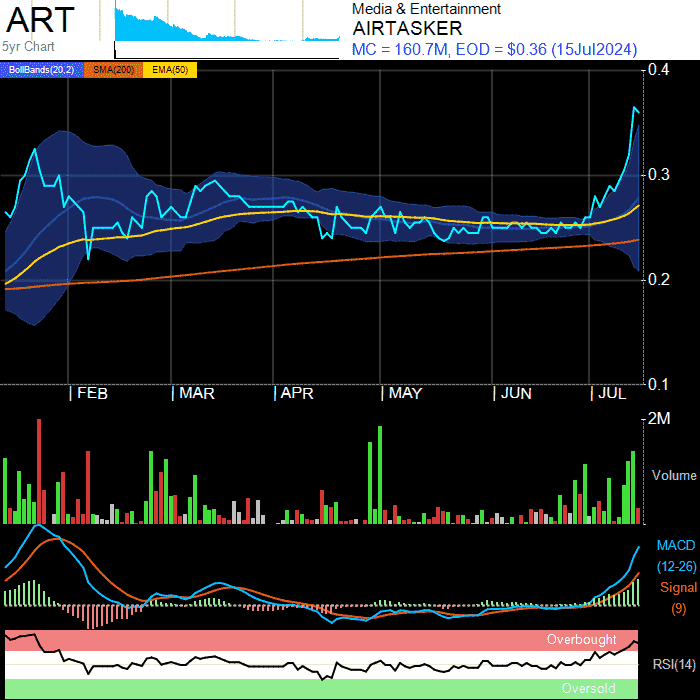 ART
5yr Chart
Media & Entertainment
AIRTASKER
MC = 160.7M, EOD = $0.36 (15Jul2024)
BollBands(20,2) SMA(200) EMA(50)
0.4
0.3
0.2
0.1
| FEB | MAR | APR | MAY | JUN | JUL
2M
Volume
MACD
(12-26)
Signal
(9)
Overbought
RSI(14)
Oversold